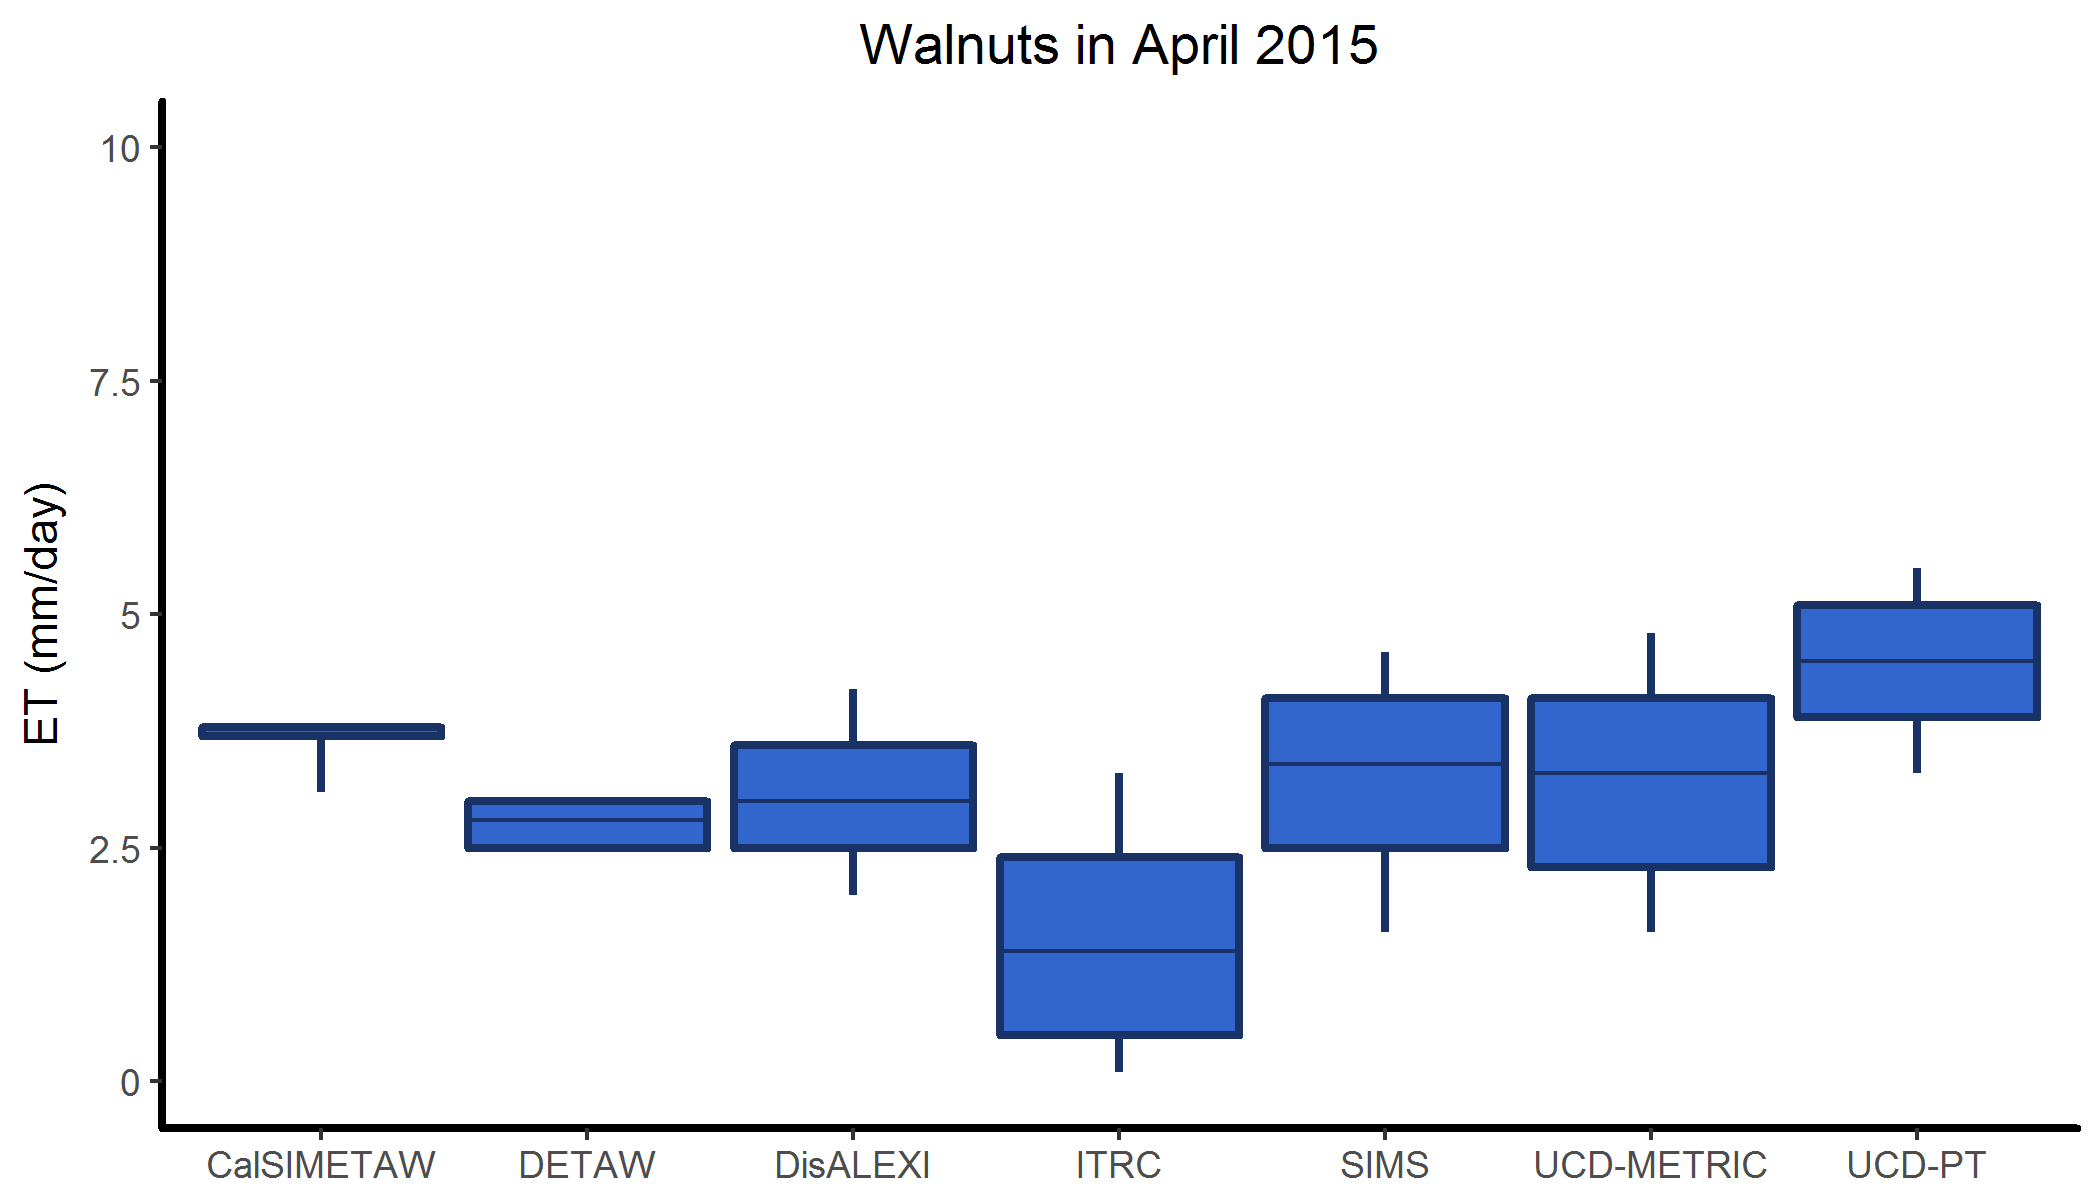 Walnuts in April 2015
ET (mm/day)
10
7.5
5
2.5
0
CalSIMETAW DETAW DisALEXI ITRC SIMS UCD-METRIC UCD-PT